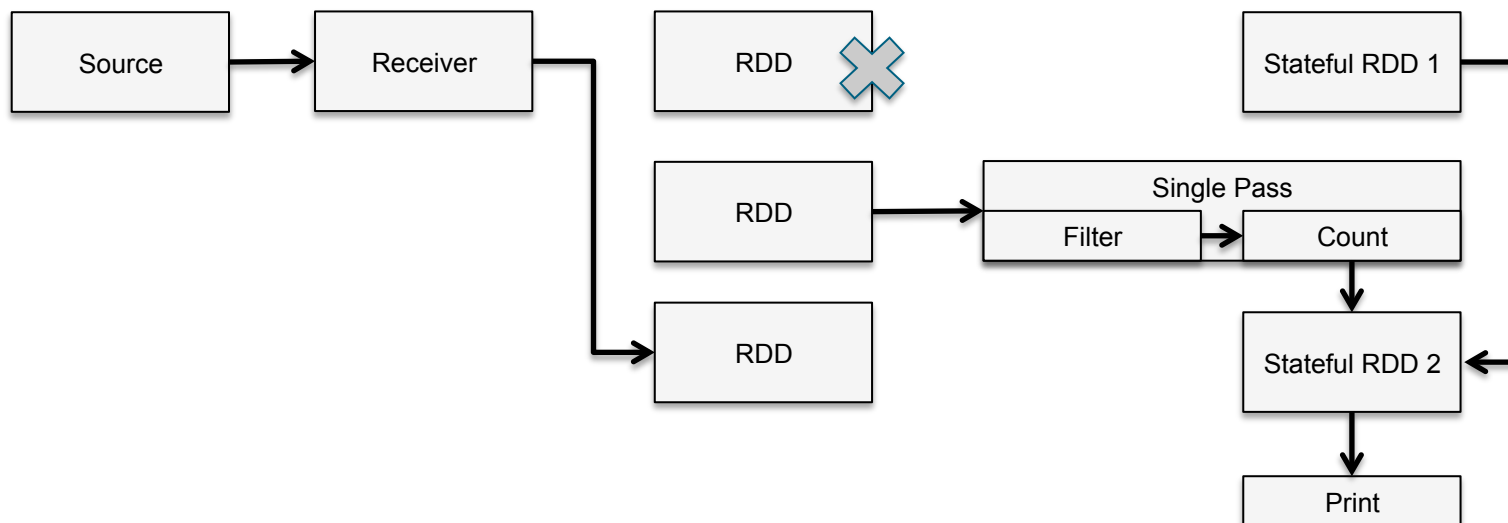 Source
Receiver
RDD
Stateful RDD 1
RDD
Single Pass
Filter
Count
RDD
Stateful RDD 2
Print